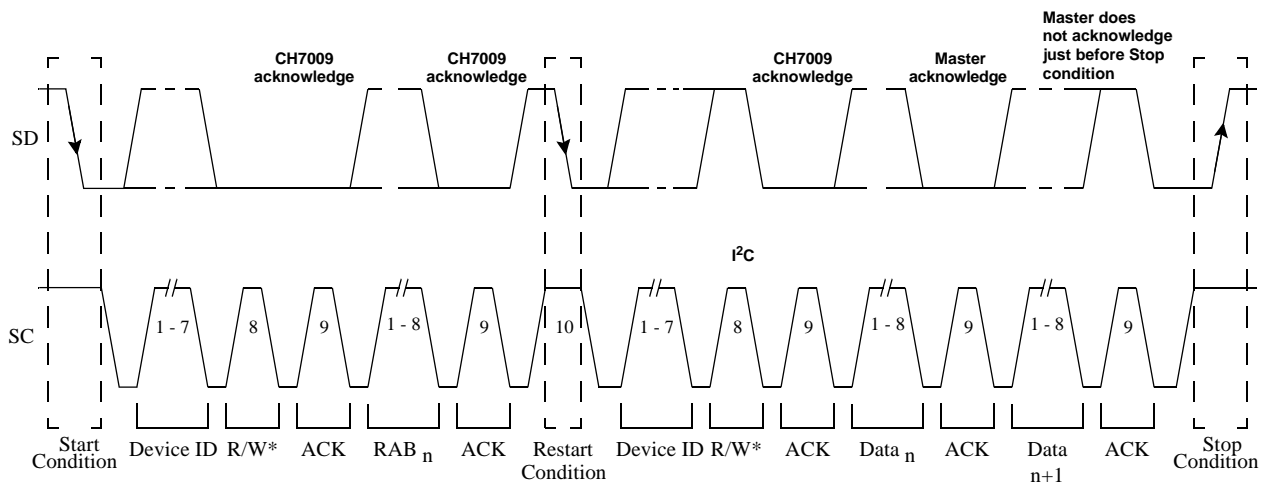 CH7009
acknowledge
CH7009
acknowledge
CH7009
acknowledge
Master
acknowledge
Master does
not acknowledge
just before Stop
condition
SD
I²C
SC
1 - 7
8
9
1 - 8
9
10
1 - 7
8
9
1 - 8
9
1 - 8
9
Start
Condition
Device ID
R/W*
ACK
RAB n
ACK
Restart
Condition
Device ID
R/W*
ACK
Data n
ACK
Data
n+1
ACK
Stop
Condition